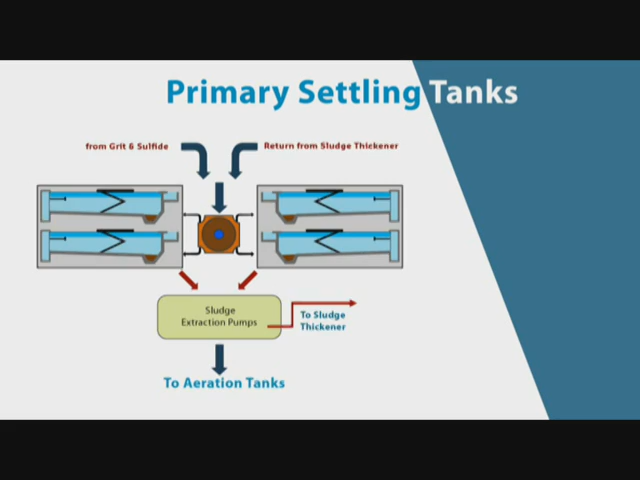 Primary Settling Tanks
from Grit & Sulfide
Return from Sludge Thickener
Sludge
Extraction Pumps
To Sludge
Thickener
To Aeration Tanks